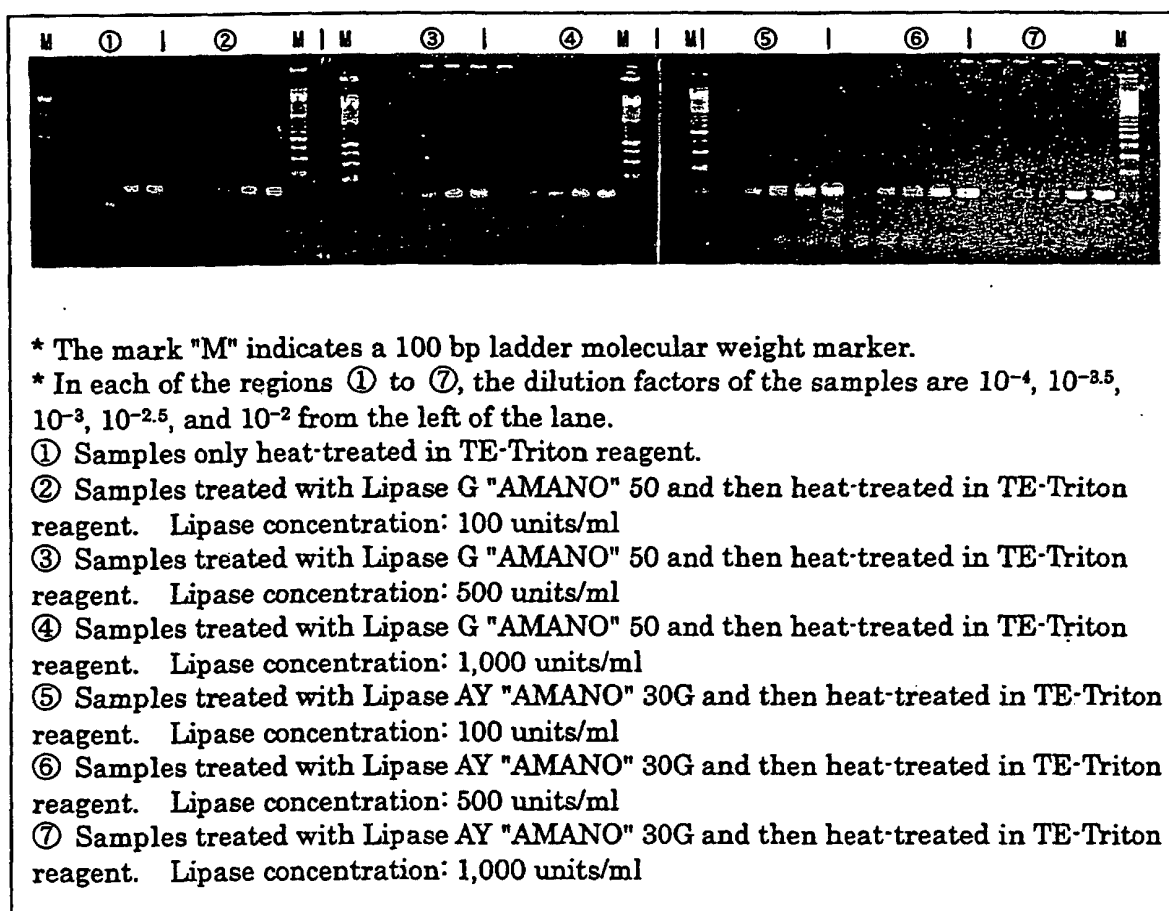 M ① | ② M | M ③ | ④ M | M| ⑤ | ⑥ | ⑦ M
* The mark "M" indicates a 100 bp ladder molecular weight marker.
* In each of the regions ① to ⑦, the dilution factors of the samples are 10⁻⁴, 10⁻³·⁵,
10⁻³, 10⁻²·⁵, and 10⁻² from the left of the lane.
① Samples only heat-treated in TE-Triton reagent.
② Samples treated with Lipase G "AMANO" 50 and then heat-treated in TE-Triton
reagent. Lipase concentration: 100 units/ml
③ Samples treated with Lipase G "AMANO" 50 and then heat-treated in TE-Triton
reagent. Lipase concentration: 500 units/ml
④ Samples treated with Lipase G "AMANO" 50 and then heat-treated in TE-Triton
reagent. Lipase concentration: 1,000 units/ml
⑤ Samples treated with Lipase AY "AMANO" 30G and then heat-treated in TE-Triton
reagent. Lipase concentration: 100 units/ml
⑥ Samples treated with Lipase AY "AMANO" 30G and then heat-treated in TE-Triton
reagent. Lipase concentration: 500 units/ml
⑦ Samples treated with Lipase AY "AMANO" 30G and then heat-treated in TE-Triton
reagent. Lipase concentration: 1,000 units/ml